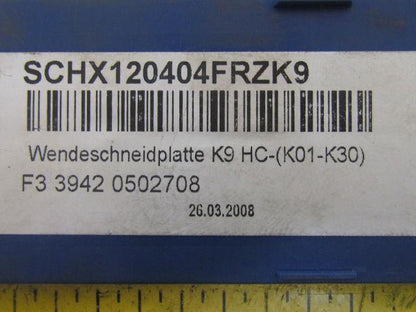 SCHX120404FRZK9
Wendeschneidplatte K9 HC-(K01-K30)
F3 3942 0502708
26.03.2008